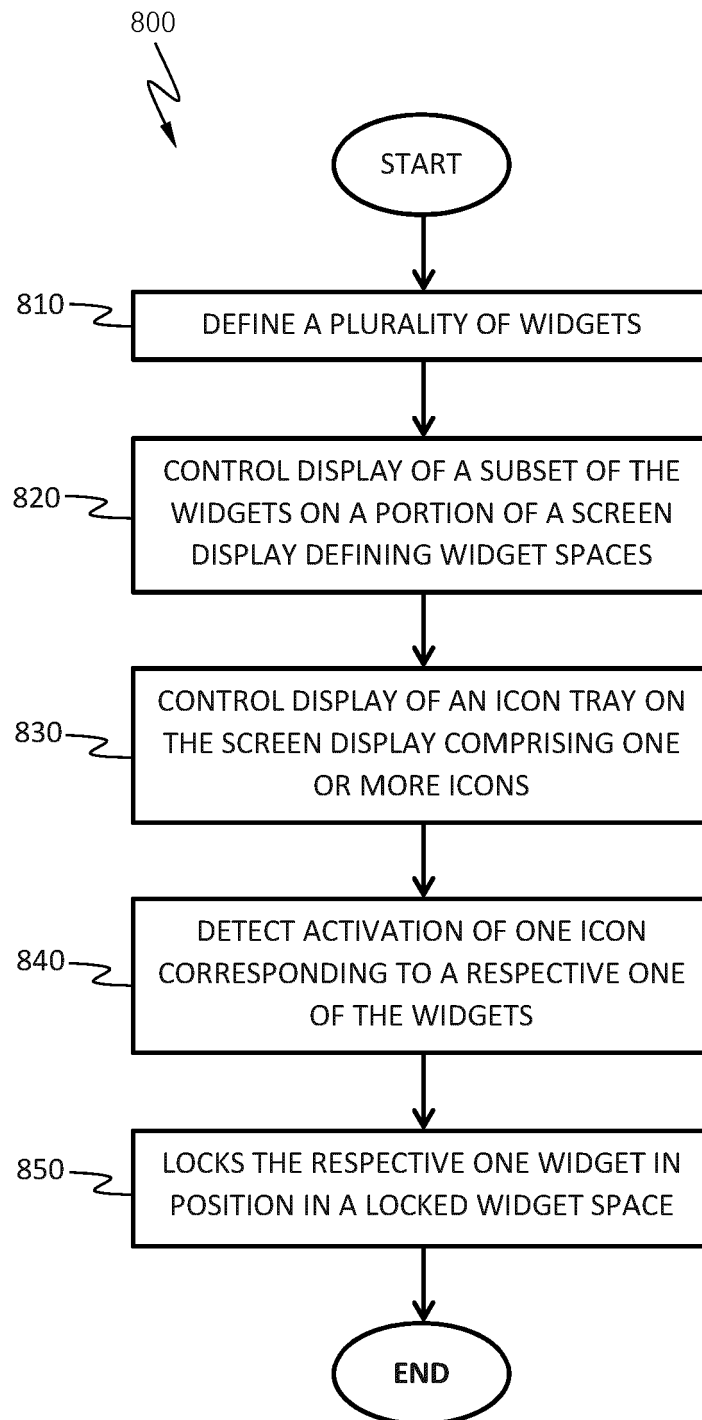 800
START
810
DEFINE A PLURALITY OF WIDGETS
820
CONTROL DISPLAY OF A SUBSET OF THE
WIDGETS ON A PORTION OF A SCREEN
DISPLAY DEFINING WIDGET SPACES
830
CONTROL DISPLAY OF AN ICON TRAY ON
THE SCREEN DISPLAY COMPRISING ONE
OR MORE ICONS
840
DETECT ACTIVATION OF ONE ICON
CORRESPONDING TO A RESPECTIVE ONE
OF THE WIDGETS
850
LOCKS THE RESPECTIVE ONE WIDGET IN
POSITION IN A LOCKED WIDGET SPACE
END